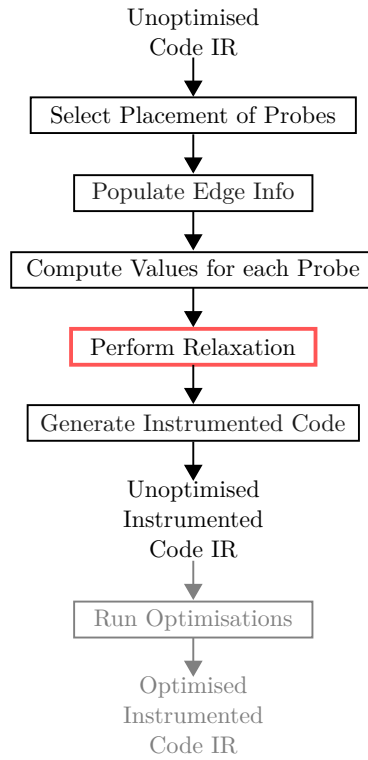 Unoptimised
Code IR
Select Placement of Probes
Populate Edge Info
Compute Values for each Probe
Perform Relaxation
Generate Instrumented Code
Unoptimised
Instrumented
Code IR
Run Optimisations
Optimised
Instrumented
Code IR